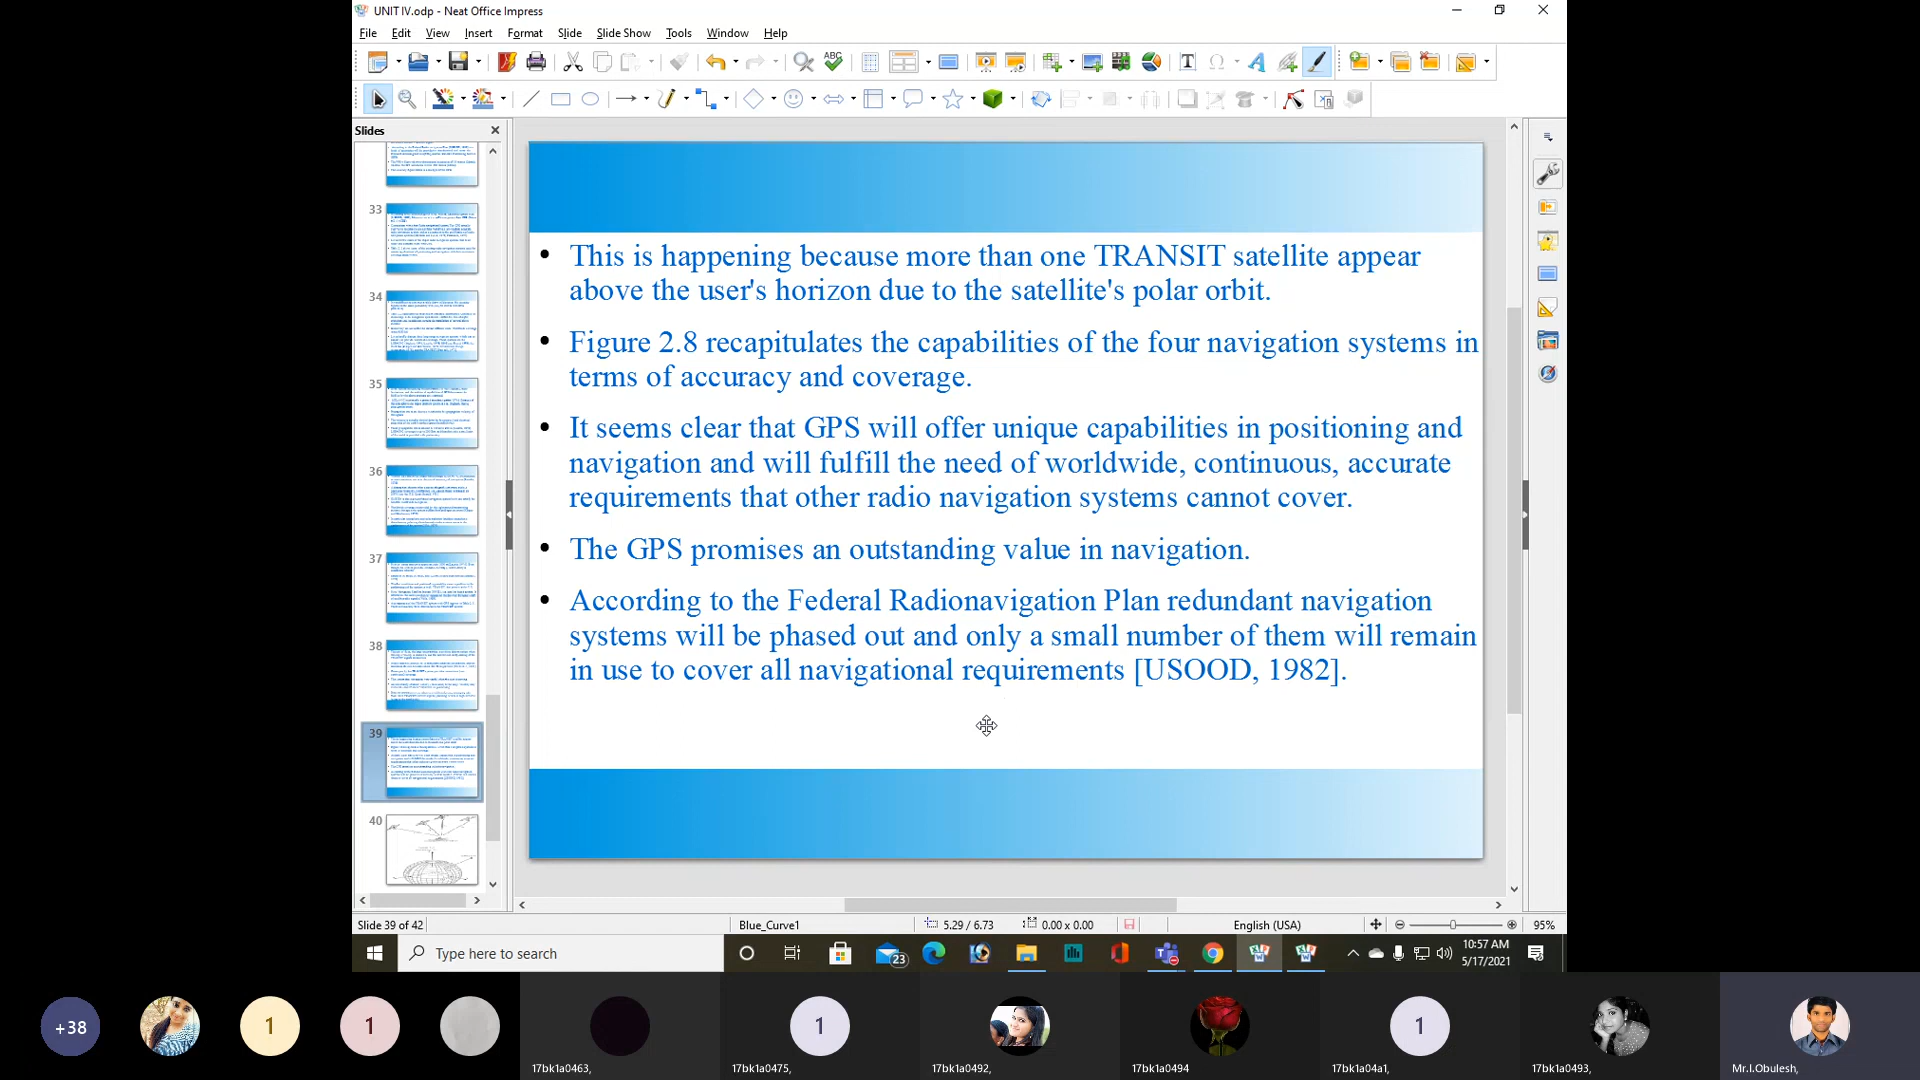 UNIT IV.odp - Neat Office Impress
File Edit View Insert Format Slide Slide Show Tools Window Help
Slides
33
34
35
36
37
38
39
40
• This is happening because more than one TRANSIT satellite appear
above the user's horizon due to the satellite's polar orbit.
• Figure 2.8 recapitulates the capabilities of the four navigation systems in
terms of accuracy and coverage.
• It seems clear that GPS will offer unique capabilities in positioning and
navigation and will fulfill the need of worldwide, continuous, accurate
requirements that other radio navigation systems cannot cover.
• The GPS promises an outstanding value in navigation.
• According to the Federal Radionavigation Plan redundant navigation
systems will be phased out and only a small number of them will remain
in use to cover all navigational requirements [USOOD, 1982].
Slide 39 of 42 Blue_Curve1 5.29 / 6.73 0.00 x 0.00 English (USA) 95%
Type here to search 23 10:57 AM
5/17/2021
+38 1 1 1 1
17bk1a0463, 17bk1a0475, 17bk1a0492, 17bk1a0494 17bk1a04a1, 17bk1a0493, Mr.I.Obulesh,